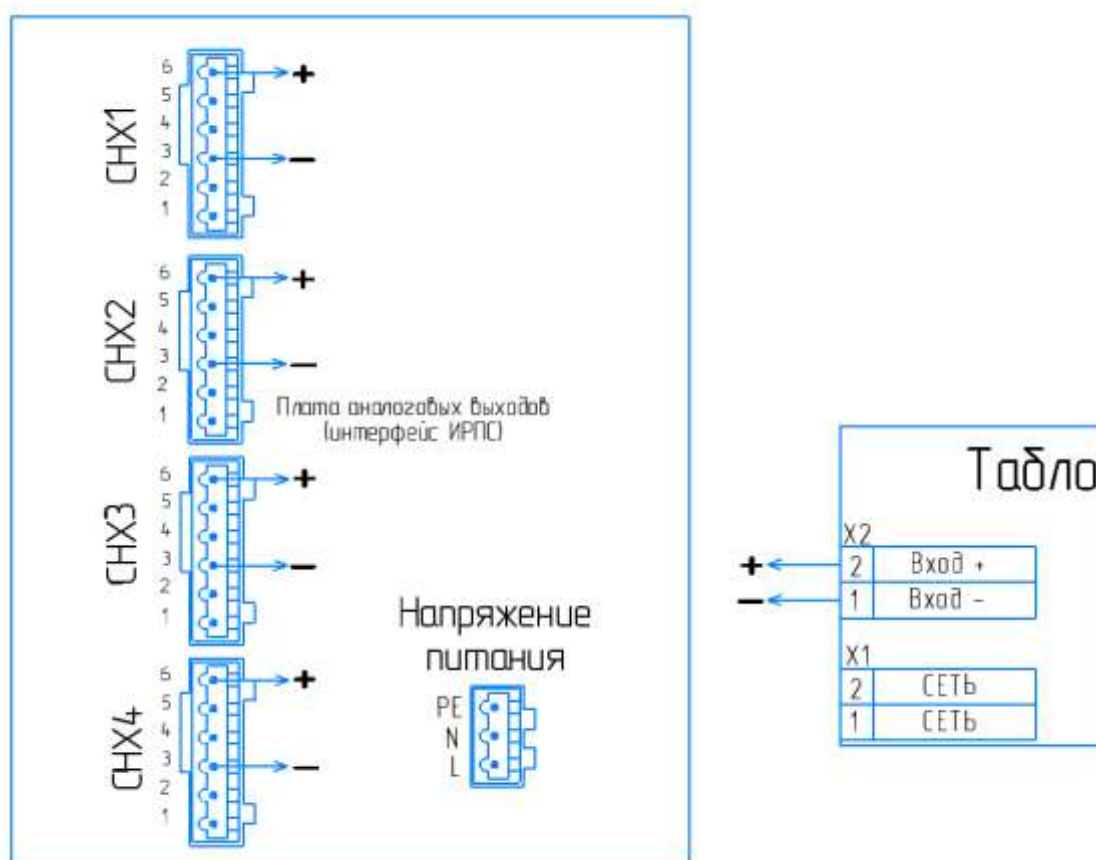 CHX1
6 +
5
4
3 −
2
1
CHX2
6 +
5
4
3 −
2
1
Плата аналоговых выходов
(интерфейс ИРПС)
CHX3
6 +
5
4
3 −
2
1
CHX4
6 +
5
4
3 −
2
1
Напряжение
питания
PE
N
L
Табло
X2
+ 2 Вход +
− 1 Вход -
X1
2 СЕТЬ
1 СЕТЬ